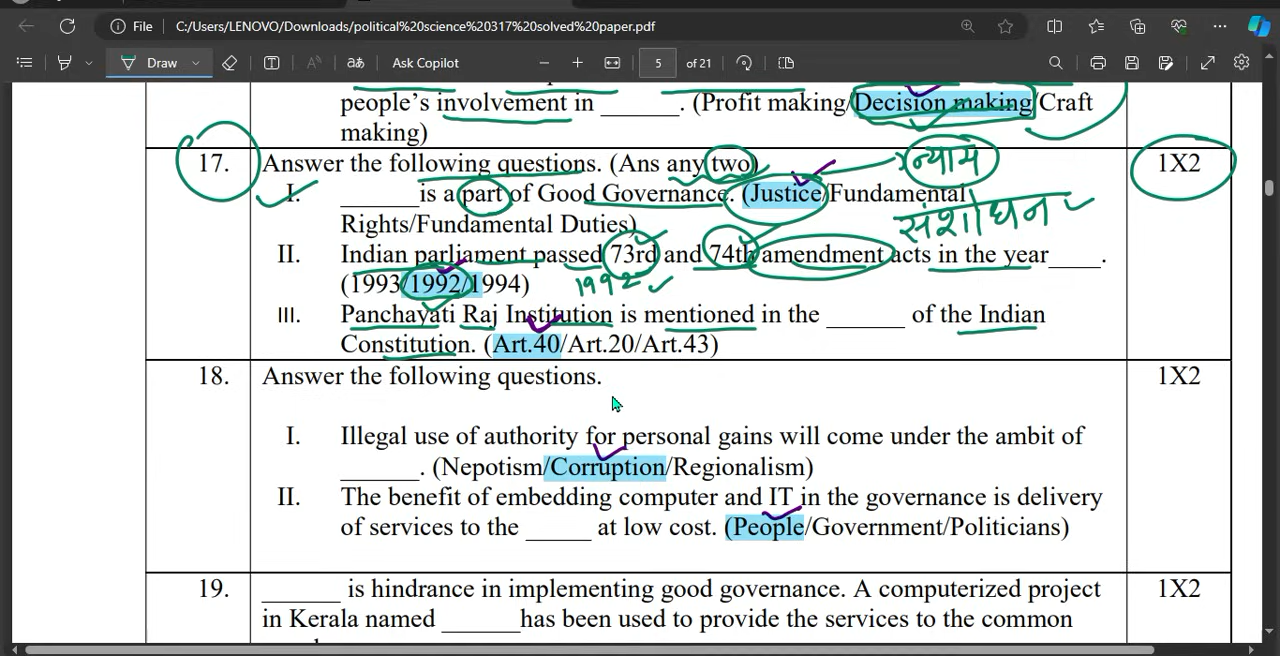 File
C:/Users/LENOVO/Downloads/political%20science%20317%20solved%20paper.pdf
Draw
Ask Copilot
5
of 21
people's involvement in ______. (Profit making/Decision making/Craft
making)
न्याय
17.
Answer the following questions. (Ans any two)
1X2
I.
______is a part of Good Governance. (Justice/Fundamental
Rights/Fundamental Duties)
संशोधन
II.
Indian parliament passed 73rd and 74th amendment acts in the year____.
(1993/1992/1994)
1992
III.
Panchayati Raj Institution is mentioned in the ______ of the Indian
Constitution. (Art.40/Art.20/Art.43)
18.
Answer the following questions.
1X2
I.
Illegal use of authority for personal gains will come under the ambit of
______. (Nepotism/Corruption/Regionalism)
II.
The benefit of embedding computer and IT in the governance is delivery
of services to the _____ at low cost. (People/Government/Politicians)
19.
______ is hindrance in implementing good governance. A computerized project
1X2
in Kerala named ______has been used to provide the services to the common